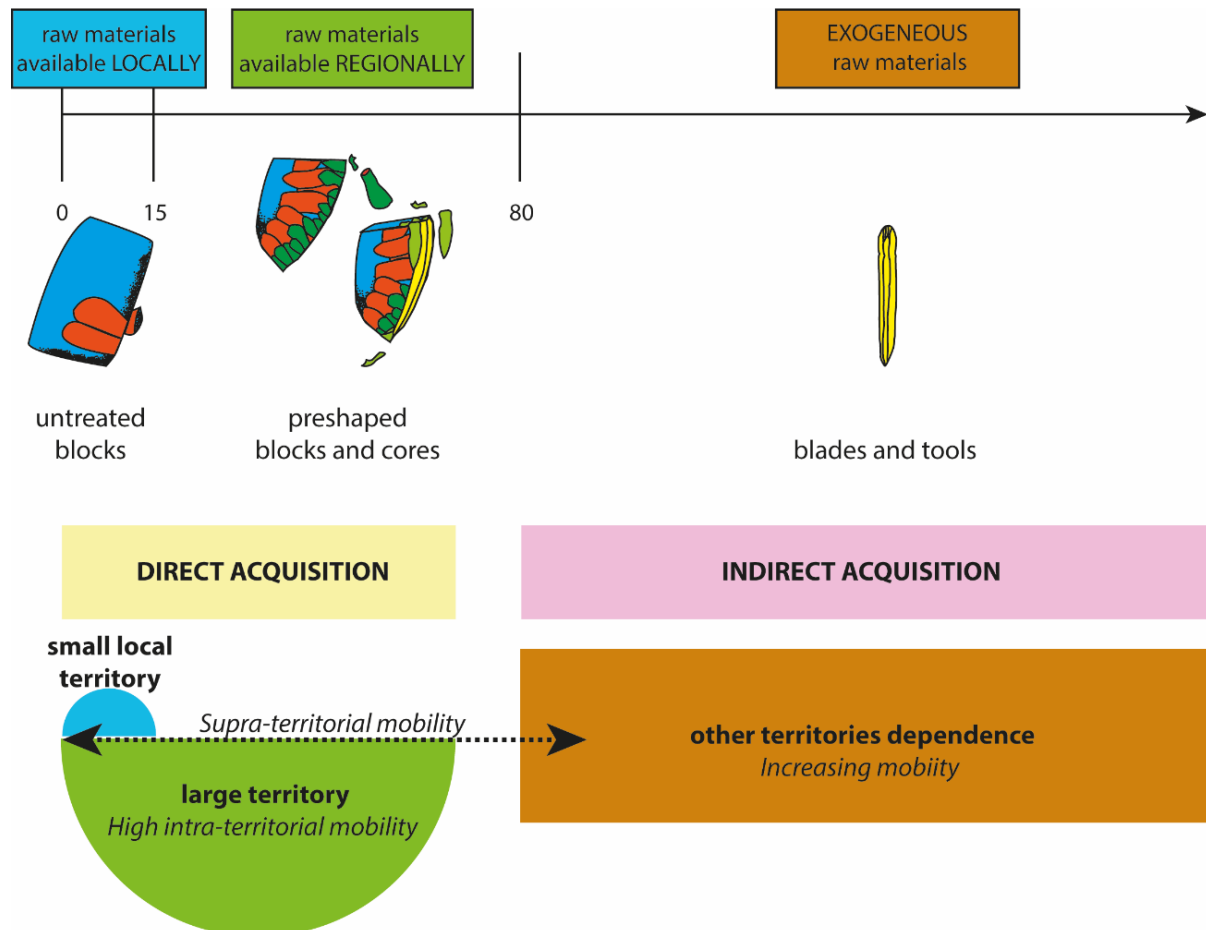 raw materials
available LOCALLY
raw materials
available REGIONALLY
EXOGENEOUS
raw materials
0
15
80
untreated
blocks
preshaped
blocks and cores
blades and tools
DIRECT ACQUISITION
INDIRECT ACQUISITION
small local
territory
Supra-territorial mobility
large territory
High intra-territorial mobility
other territories dependence
Increasing mobiity